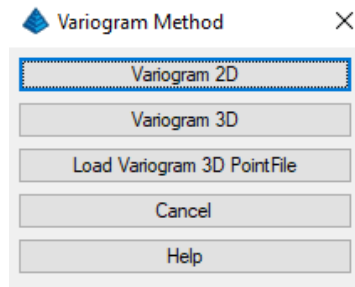 Variogram Method
Variogram 2D
Variogram 3D
Load Variogram 3D PointFile
Cancel
Help